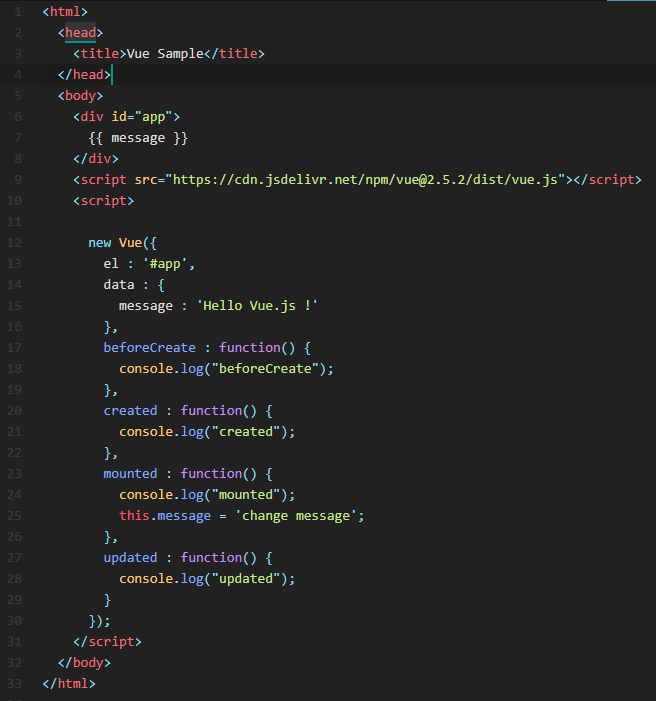 1 <html>
2   <head>
3     <title>Vue Sample</title>
4   </head>
5   <body>
6     <div id="app">
7       {{ message }}
8     </div>
9     <script src="https://cdn.jsdelivr.net/npm/vue@2.5.2/dist/vue.js"></script>
10     <script>
11
12       new Vue({
13         el : '#app',
14         data : {
15           message : 'Hello Vue.js !'
16         },
17         beforeCreate : function() {
18           console.log("beforeCreate");
19         },
20         created : function() {
21           console.log("created");
22         },
23         mounted : function() {
24           console.log("mounted");
25           this.message = 'change message';
26         },
27         updated : function() {
28           console.log("updated");
29         }
30       });
31     </script>
32   </body>
33 </html>